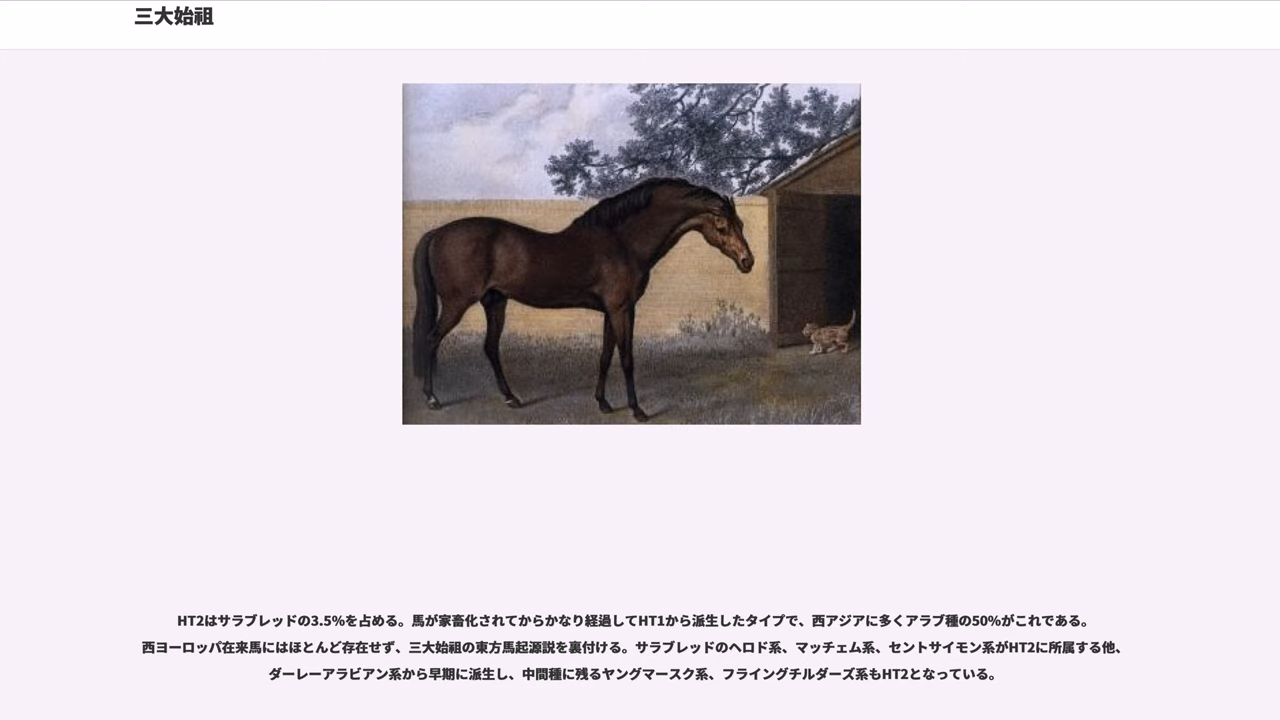 三大始祖
HT2はサラブレッドの3.5%を占める。馬が家畜化されてからかなり経過してHT1から派生したタイプで、西アジアに多くアラブ種の50%がこれである。
西ヨーロッパ在来馬にはほとんど存在せず、三大始祖の東方馬起源説を裏付ける。サラブレッドのヘロド系、マッチェム系、セントサイモン系がHT2に所属する他、
ダーレーアラビアン系から早期に派生し、中間種に残るヤングマースク系、フライングチルダーズ系もHT2となっている。